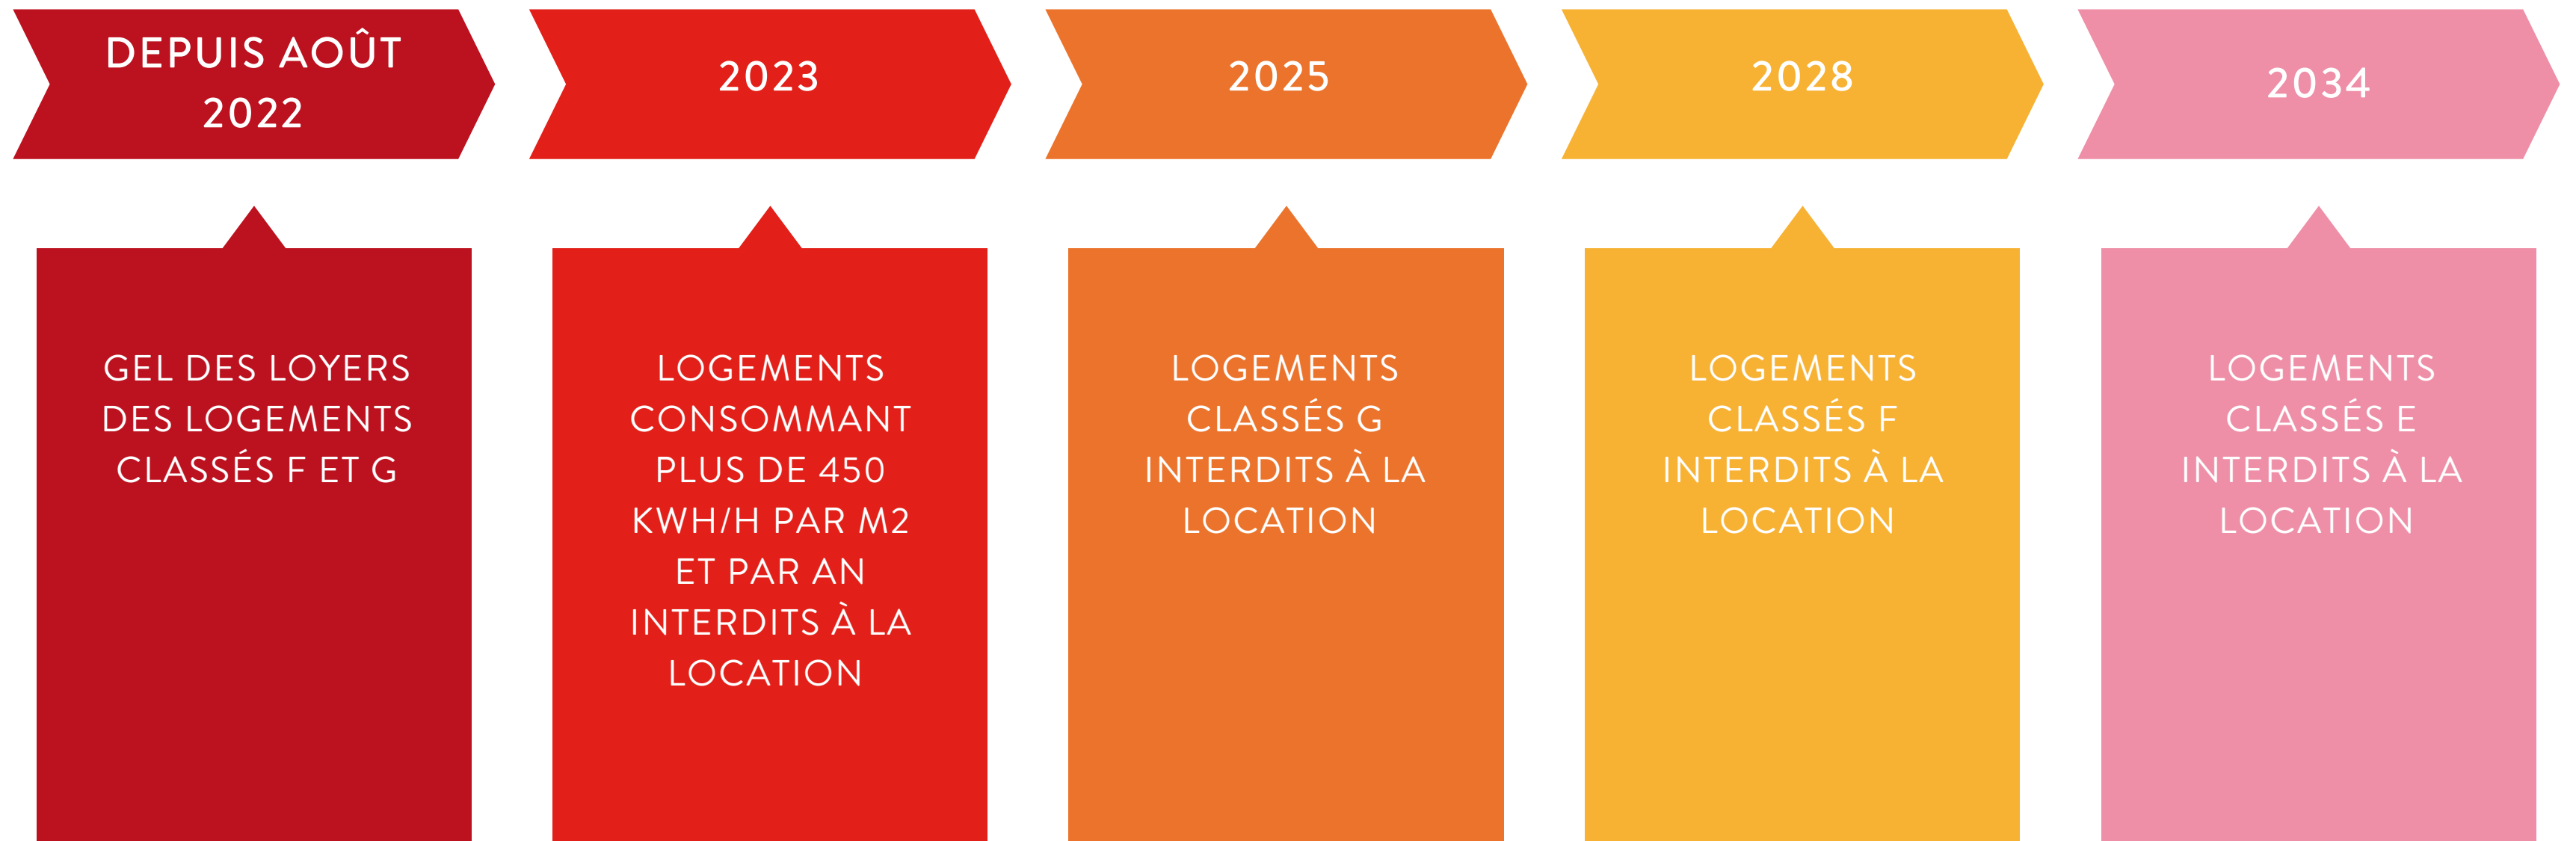 DEPUIS AOÛT
2022
2023
2025
2028
2034
GEL DES LOYERS
DES LOGEMENTS
CLASSÉS F ET G
LOGEMENTS
CONSOMMANT
PLUS DE 450
KWH/H PAR M2
ET PAR AN
INTERDITS À LA
LOCATION
LOGEMENTS
CLASSÉS G
INTERDITS À LA
LOCATION
LOGEMENTS
CLASSÉS F
INTERDITS À LA
LOCATION
LOGEMENTS
CLASSÉS E
INTERDITS À LA
LOCATION